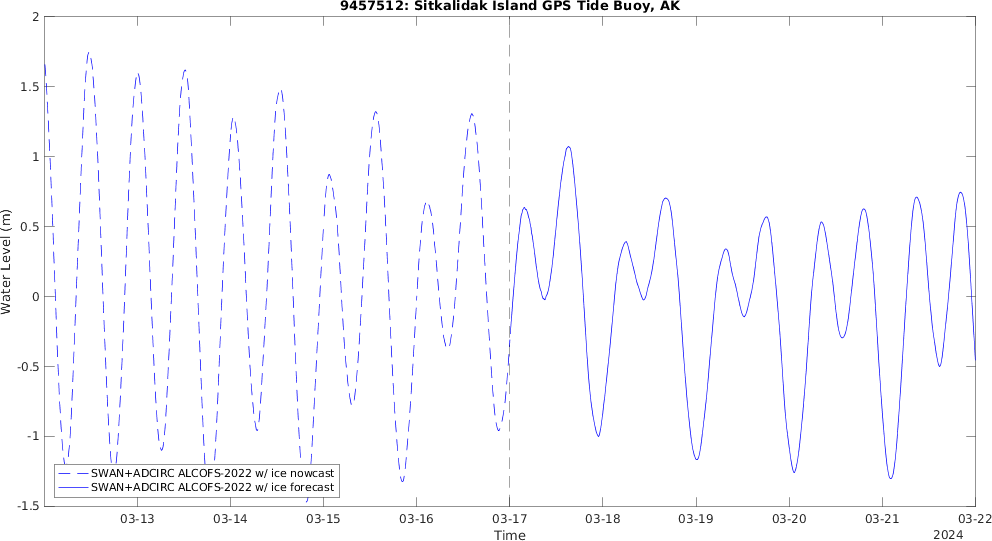 9457512: Sitkalidak Island GPS Tide Buoy, AK
Water Level (m)
2
1.5
1
0.5
0
-0.5
-1
-1.5
SWAN+ADCIRC ALCOFS-2022 w/ ice nowcast
SWAN+ADCIRC ALCOFS-2022 w/ ice forecast
03-13 03-14 03-15 03-16 03-17 03-18 03-19 03-20 03-21 03-22
Time
2024